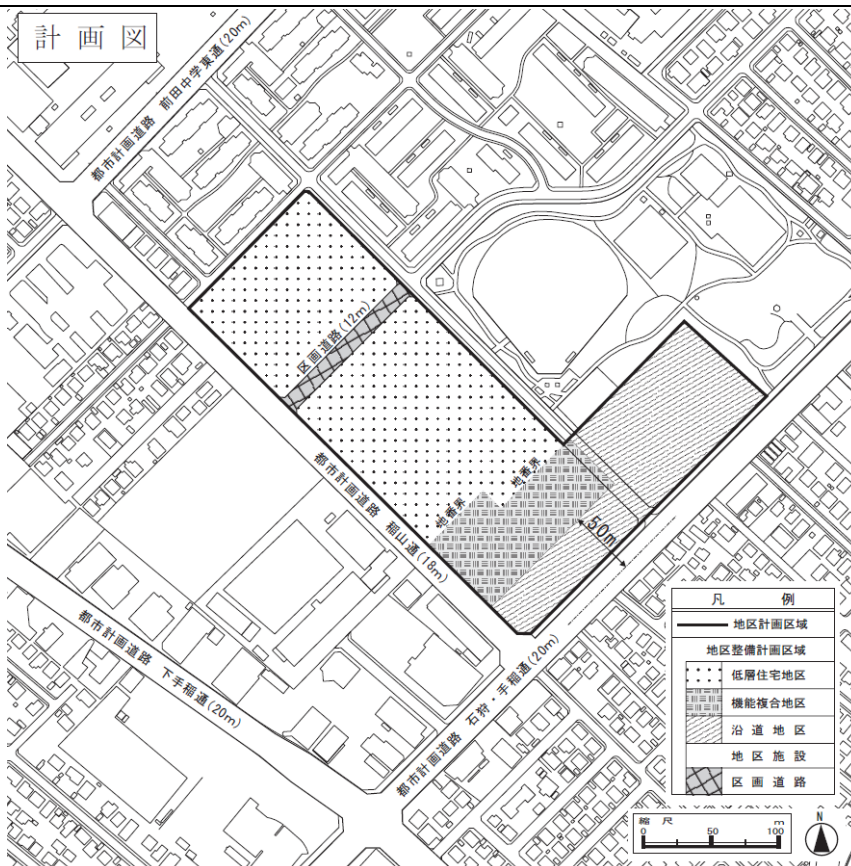 計画図
都市計画道路 前田中学東通(20m)
区画道路(12m)
地番界
地番界
都市計画道路 稲山通(18m)
50m
都市計画道路 下手稲通(20m)
都市計画道路 石狩・手稲通(20m)
凡例
地区計画区域
地区整備計画区域
低層住宅地区
機能複合地区
沿道地区
地区施設
区画道路
縮尺 m
0 50 100
N